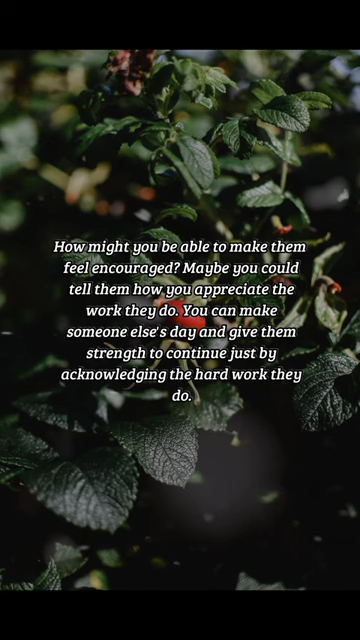 How might you be able to make them
feel encouraged? Maybe you could
tell them how you appreciate the
work they do. You can make
someone else's day and give them
strength to continue just by
acknowledging the hard work they
do.